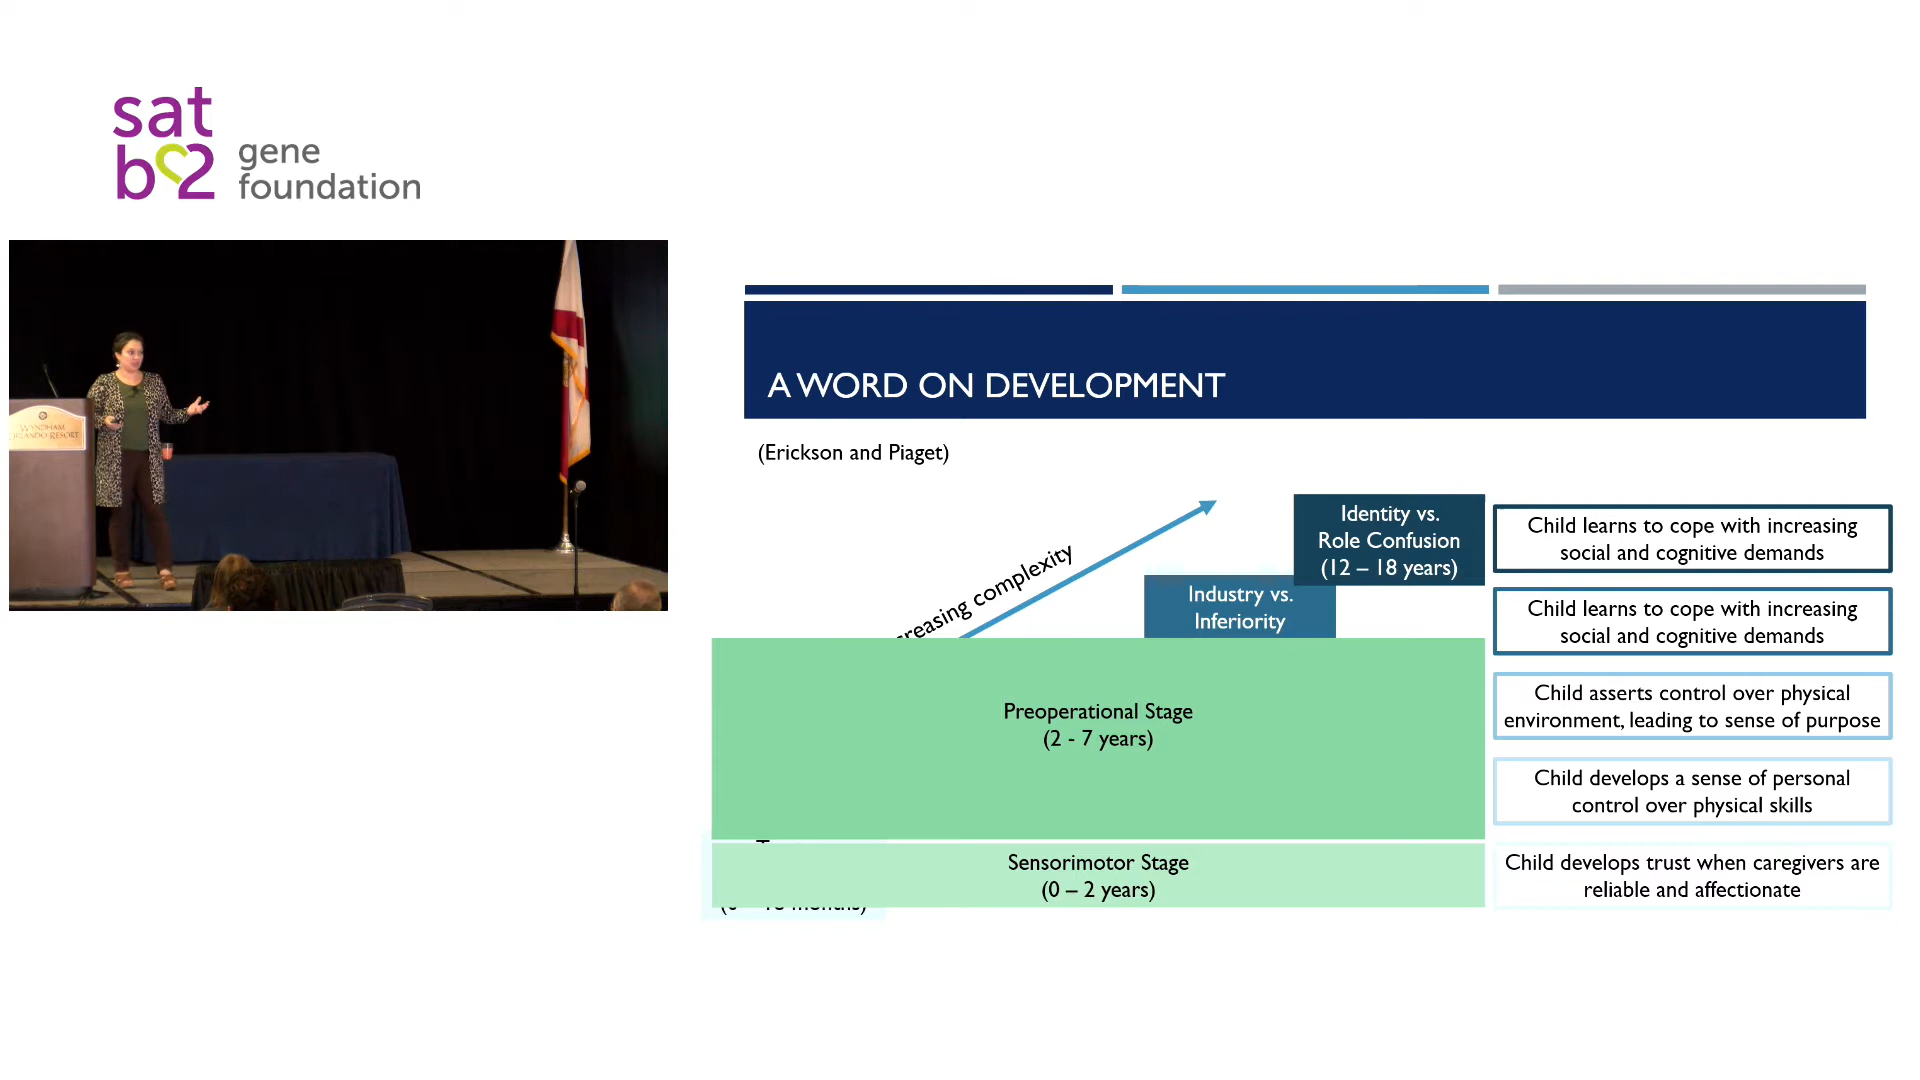 sat
b2
gene
foundation
WYNDHAM
ORLANDO RESORT
A WORD ON DEVELOPMENT
(Erickson and Piaget)
Identity vs.
Role Confusion
(12 – 18 years)
Industry vs.
Inferiority
complexity
Preoperational Stage
(2 - 7 years)
Sensorimotor Stage
(0 – 2 years)
Child learns to cope with increasing
social and cognitive demands
Child learns to cope with increasing
social and cognitive demands
Child asserts control over physical
environment, leading to sense of purpose
Child develops a sense of personal
control over physical skills
Child develops trust when caregivers are
reliable and affectionate